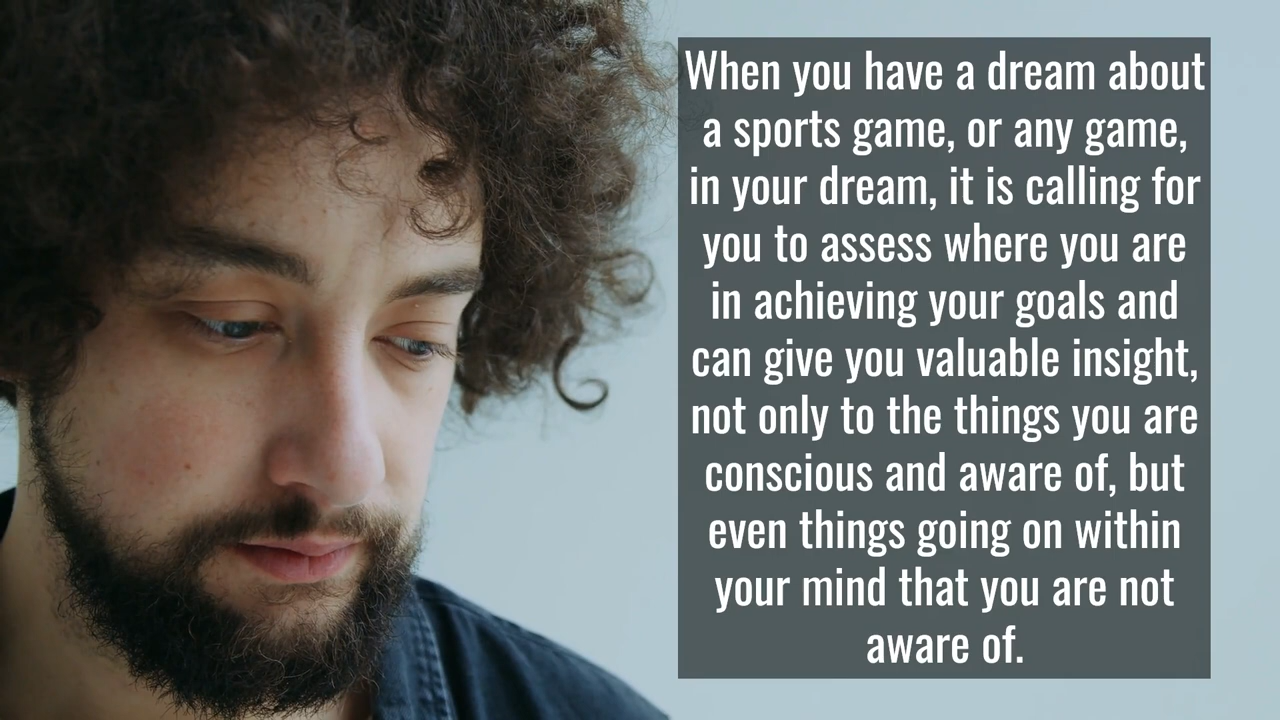 When you have a dream about
a sports game, or any game,
in your dream, it is calling for
you to assess where you are
in achieving your goals and
can give you valuable insight,
not only to the things you are
conscious and aware of, but
even things going on within
your mind that you are not
aware of.